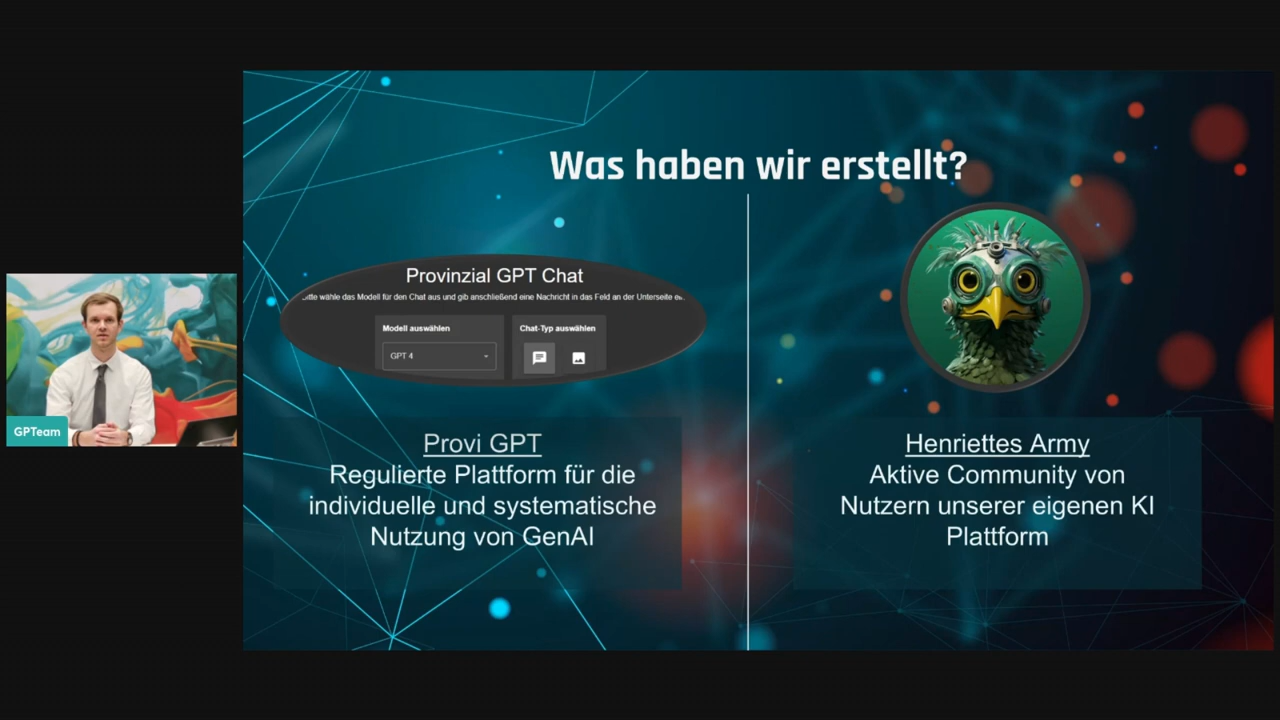 Was haben wir erstellt?
Provinzial GPT Chat
wähle das Modell für den Chat aus und gib anschließend eine Nachricht in das Feld an der Unterseite
Modell auswählen
Chat-Typ auswählen
GPT 4
GPTeam
Provi GPT
Regulierte Plattform für die
individuelle und systematische
Nutzung von GenAI
Henriettes Army
Aktive Community von
Nutzern unserer eigenen KI
Plattform